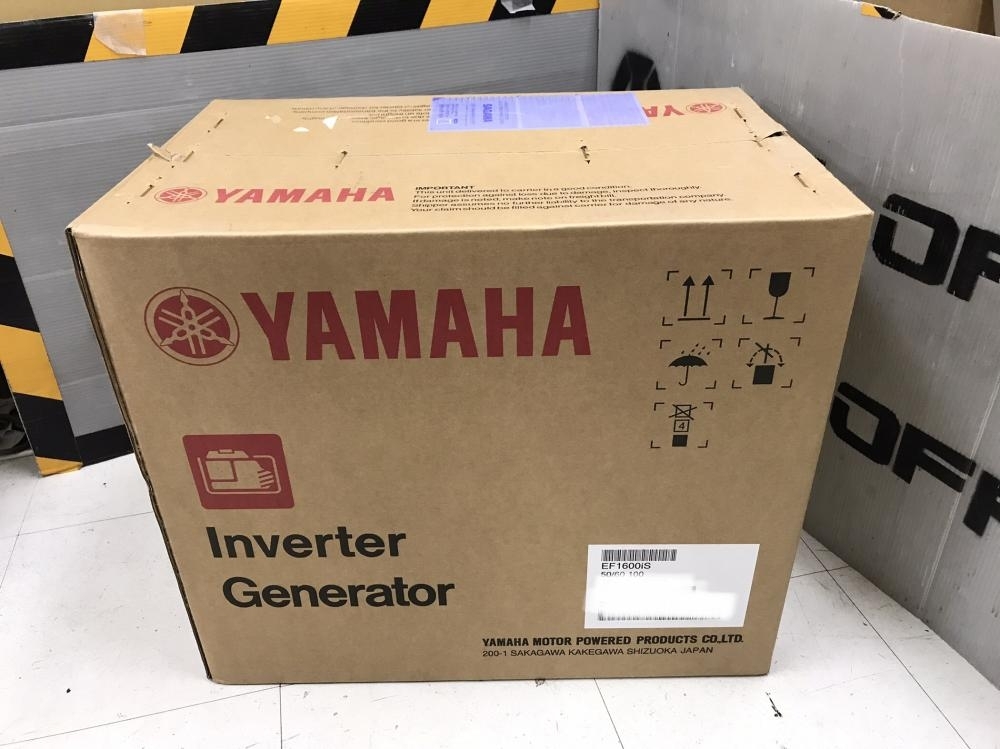 YAMAHA
IMPORTANT
This unit delivered to carrier in a good condition.
For protection against loss due to damage, inspect thoroughly.
If damage is noted, make note on freight bill.
Shipper assumes no further liability to the transportation company.
Your claim should be filed against carrier for damage of any nature.
YAMAHA
4
Inverter
Generator
EF1600iS
50/60 100
YAMAHA MOTOR POWERED PRODUCTS CO.,LTD.
200-1 SAKAGAWA KAKEGAWA SHIZUOKA JAPAN
OF
OFF